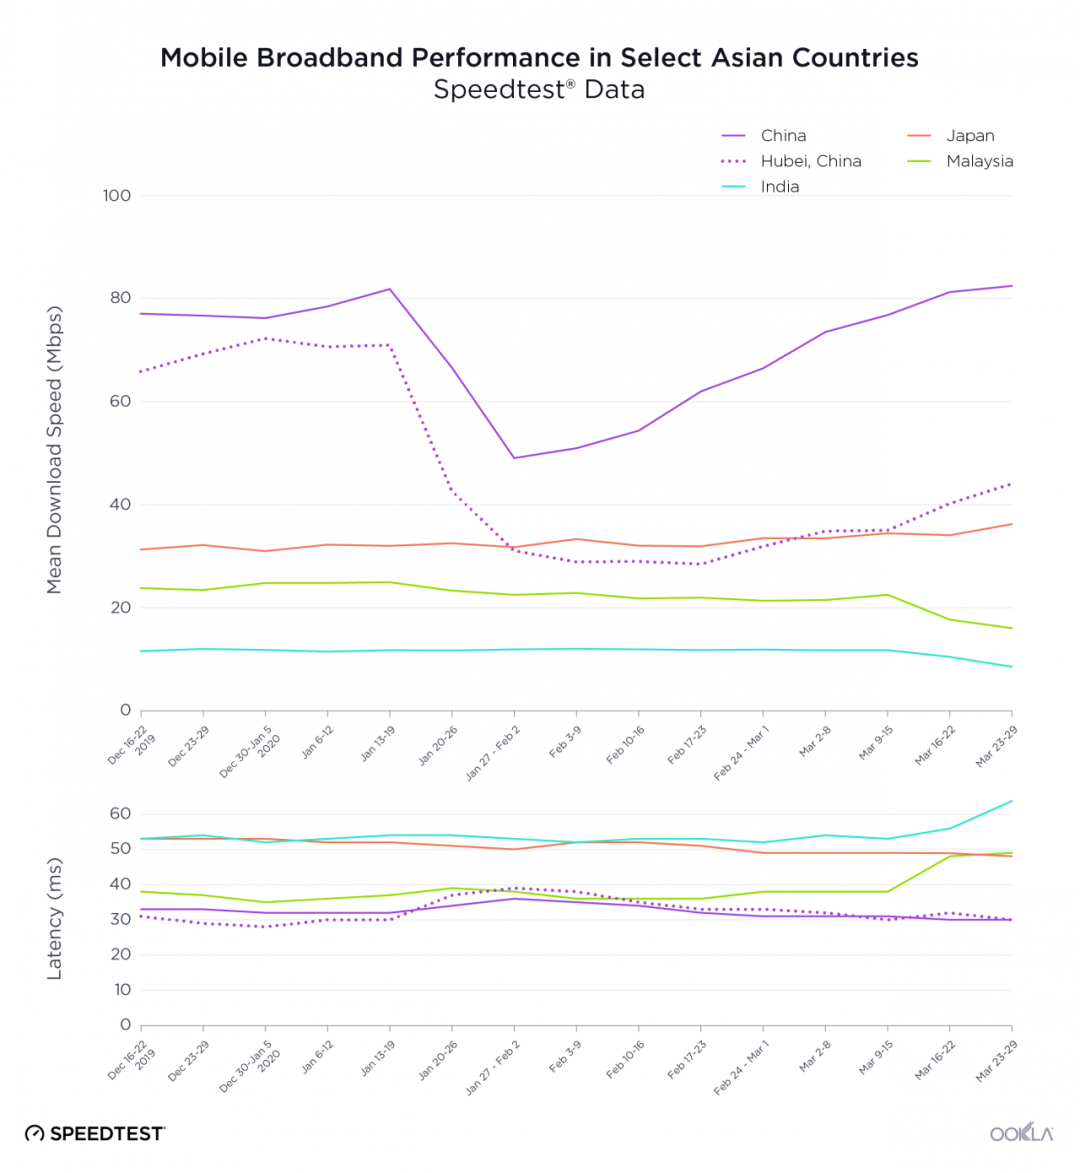 Mobile Broadband Performance in Select Asian Countries
Speedtest® Data
China
Japan
Hubei, China
Malaysia
India
Mean Download Speed (Mbps)
100
80
60
40
20
0
Dec 16-22
2019
Dec 23-29
Dec 30-Jan 5
2020
Jan 6-12
Jan 13-19
Jan 20-26
Jan 27 - Feb 2
Feb 3-9
Feb 10-16
Feb 17-23
Feb 24 - Mar 1
Mar 2-8
Mar 9-15
Mar 16-22
Mar 23-29
Latency (ms)
60
50
40
30
20
10
0
Dec 16-22
2019
Dec 23-29
Dec 30-Jan 5
2020
Jan 6-12
Jan 13-19
Jan 20-26
Jan 27 - Feb 2
Feb 3-9
Feb 10-16
Feb 17-23
Feb 24 - Mar 1
Mar 2-8
Mar 9-15
Mar 16-22
Mar 23-29
SPEEDTEST
OOKLA